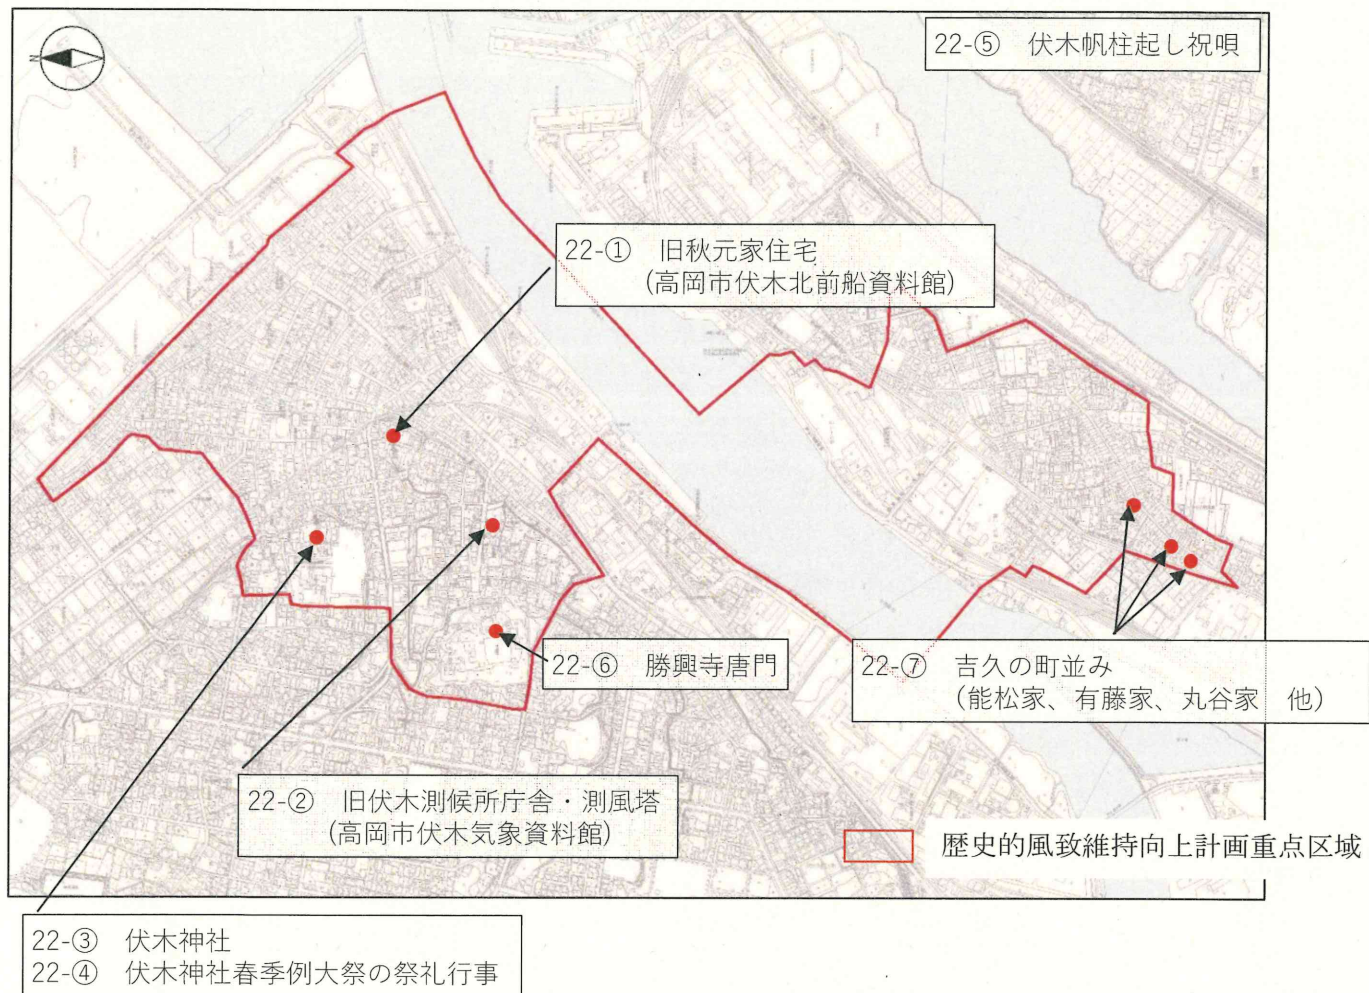 22-⑤ 伏木帆柱起し祝唄
N
22-① 旧秋元家住宅
(高岡市伏木北前船資料館)
22-⑥ 勝興寺唐門
22-⑦ 吉久の町並み
(能松家、有藤家、丸谷家 他)
22-② 旧伏木測候所庁舎・測風塔
(高岡市伏木気象資料館)
歴史的風致維持向上計画重点区域
22-③ 伏木神社
22-④ 伏木神社春季例大祭の祭礼行事